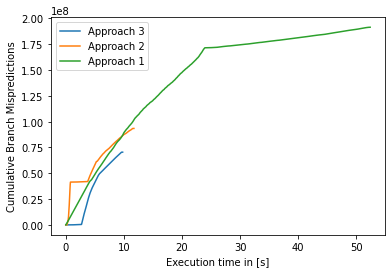 1e8
2.00
1.75
1.50
1.25
1.00
0.75
0.50
0.25
0.00
Cumulative Branch Mispredictions
Approach 3
Approach 2
Approach 1
0 10 20 30 40 50
Execution time in [s]